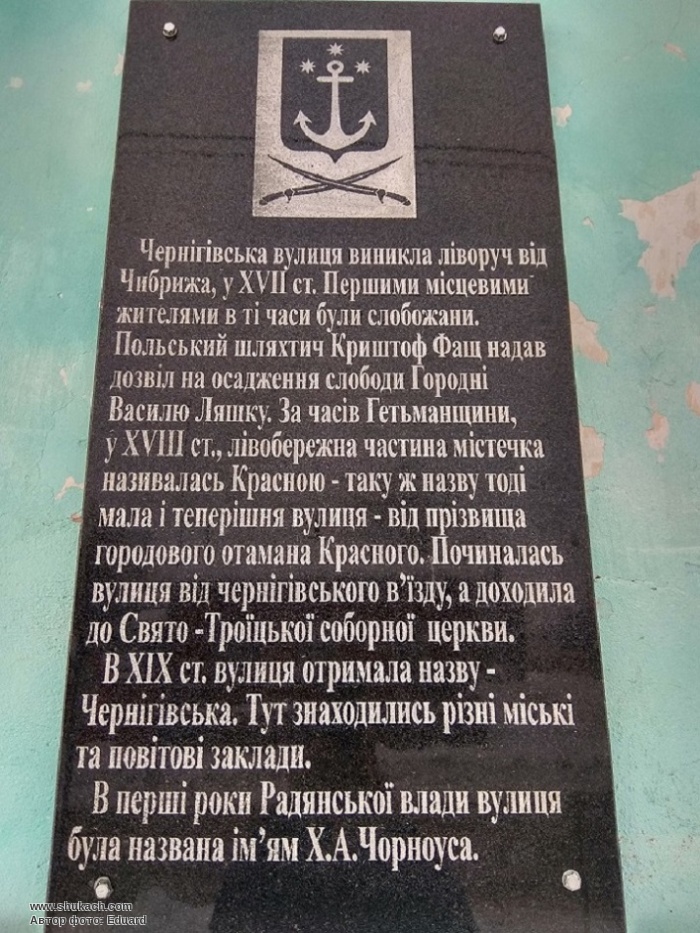 Чернігівська вулиця виникла ліворуч від
Чибрижа, у XVII ст. Першими місцевими
жителями в ті часи були слобожани.
Польський шляхтич Криштоф Фащ надав
дозвіл на осадження слободи Городні
Василю Ляшку. За часів Гетьманщини,
у XVIII ст., лівобережна частина містечка
називалась Красною - таку ж назву тоді
мала і теперішня вулиця - від прізвища
городового отамана Красного. Починалась
вулиця від чернігівського в’їзду, а доходила
до Свято -Троїцької соборної церкви.
В XIX ст. вулиця отримала назву -
Чернігівська. Тут знаходились різні міські
та повітові заклади.
В перші роки Радянської влади вулиця
була названа ім’ям Х.А.Чорноуса.
www.shukach.com
Автор фото: Eduard